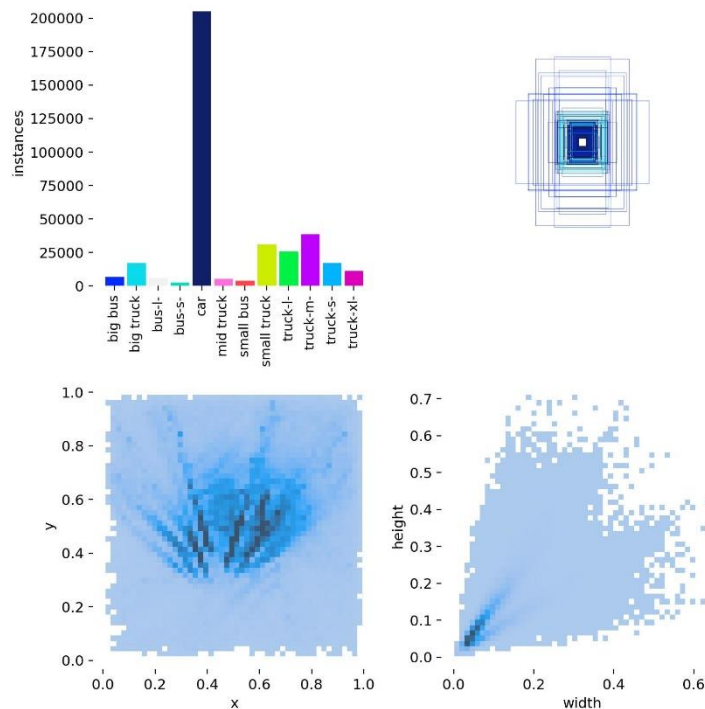 200000
175000
150000
125000
100000
75000
50000
25000
0
instances
big bus
big truck
bus-l-
bus-s-
car
mid truck
small bus
small truck
truck-l-
truck-m-
truck-s-
truck-xl-
1.0
0.8
0.6
0.4
0.2
0.0
y
0.0 0.2 0.4 0.6 0.8 1.0
x
0.7
0.6
0.5
0.4
0.3
0.2
0.1
0.0
height
0.0 0.2 0.4 0.6
width